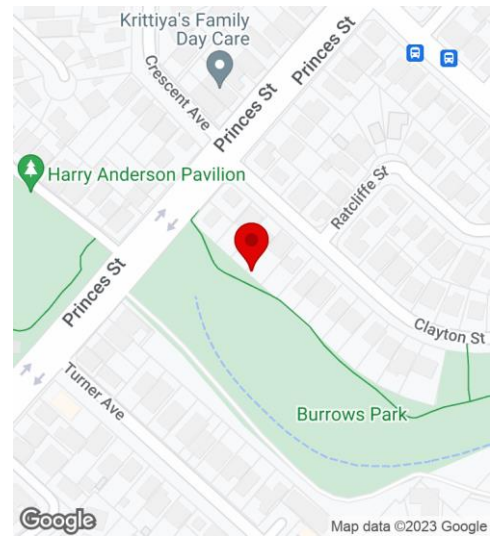 Krittiya's Family
Day Care
Princes St
Crescent Ave
Princes St
Harry Anderson Pavilion
Ratcliffe St
Princes St
Clayton St
Turner Ave
Burrows Park
Google
Map data ©2023 Google